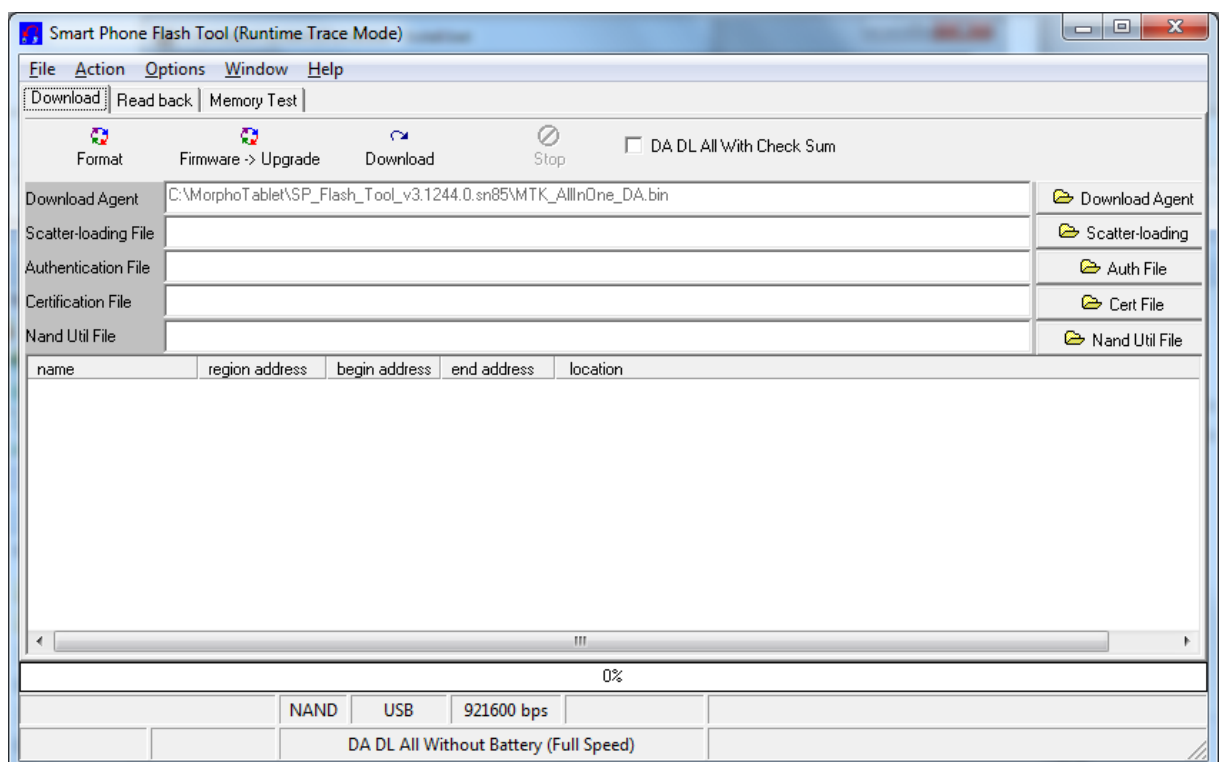 Smart Phone Flash Tool (Runtime Trace Mode)
File Action Options Window Help
Download Read back Memory Test
Format Firmware -> Upgrade Download Stop DA DL All With Check Sum
Download Agent C:\MorphoTablet\SP_Flash_Tool_v3.1244.0.sn85\MTK_AllInOne_DA.bin Download Agent
Scatter-loading File Scatter-loading
Authentication File Auth File
Certification File Cert File
Nand Util File Nand Util File
name region address begin address end address location
0%
NAND USB 921600 bps
DA DL All Without Battery (Full Speed)